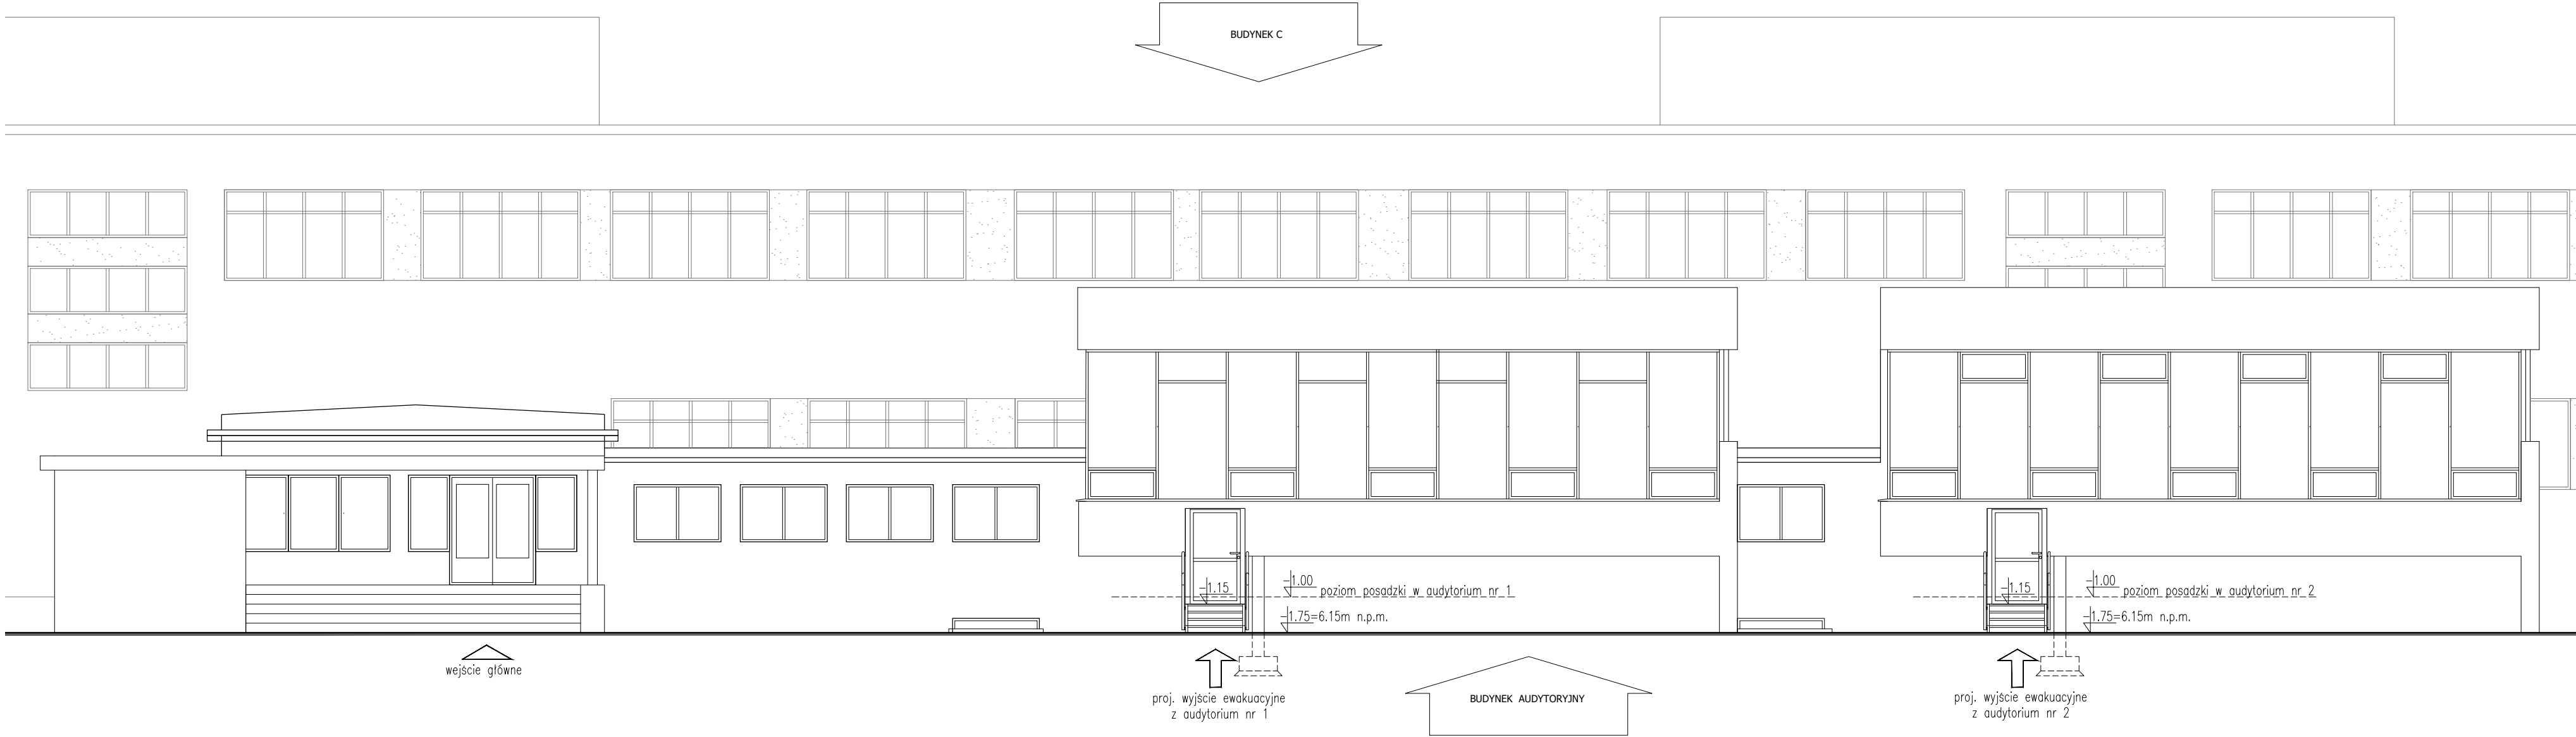 BUDYNEK C
-1.15
-1.00
poziom posadzki w audytorium nr 1
-1.75=6.15m n.p.m.
-1.15
-1.00
poziom posadzki w audytorium nr 2
-1.75=6.15m n.p.m.
wejście główne
proj. wyjście ewakuacyjne
z audytorium nr 1
BUDYNEK AUDYTORYJNY
proj. wyjście ewakuacyjne
z audytorium nr 2